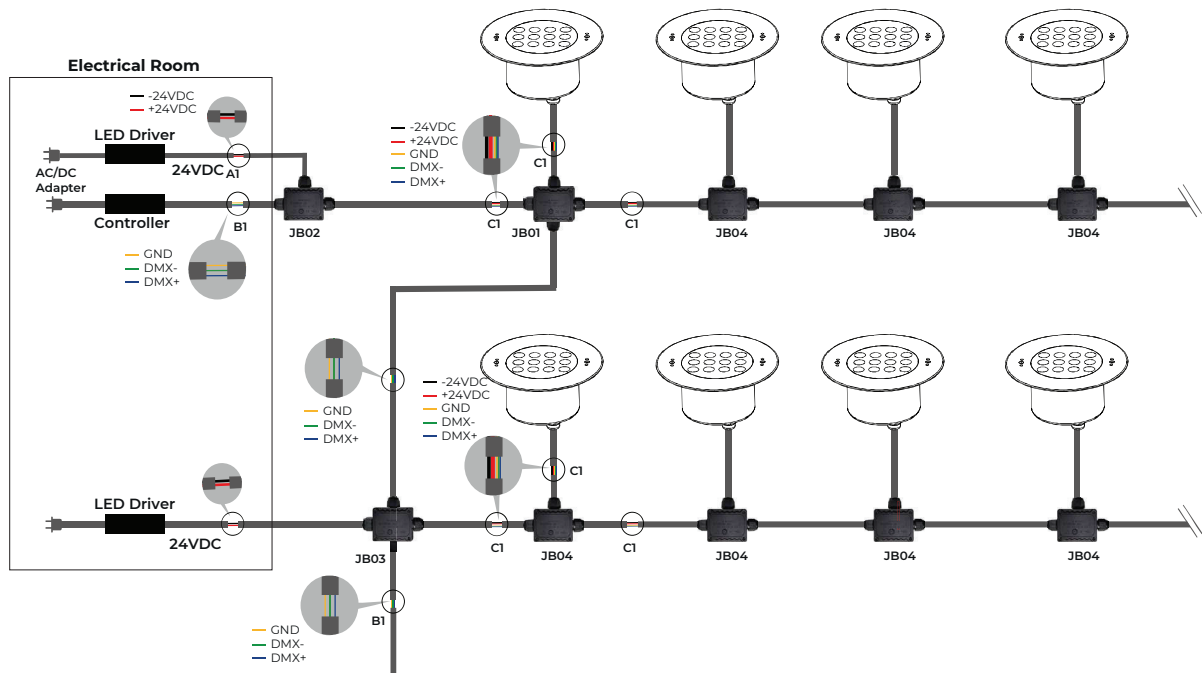 Electrical Room
-24VDC
+24VDC
LED Driver
24VDC
A1
AC/DC
Adapter
Controller
B1
JB02
GND
DMX-
DMX+
-24VDC
+24VDC
GND
DMX-
DMX+
C1
C1
JB01
C1
JB04
JB04
JB04
GND
DMX-
DMX+
-24VDC
+24VDC
GND
DMX-
DMX+
C1
LED Driver
24VDC
JB03
C1
JB04
C1
JB04
JB04
JB04
B1
GND
DMX-
DMX+